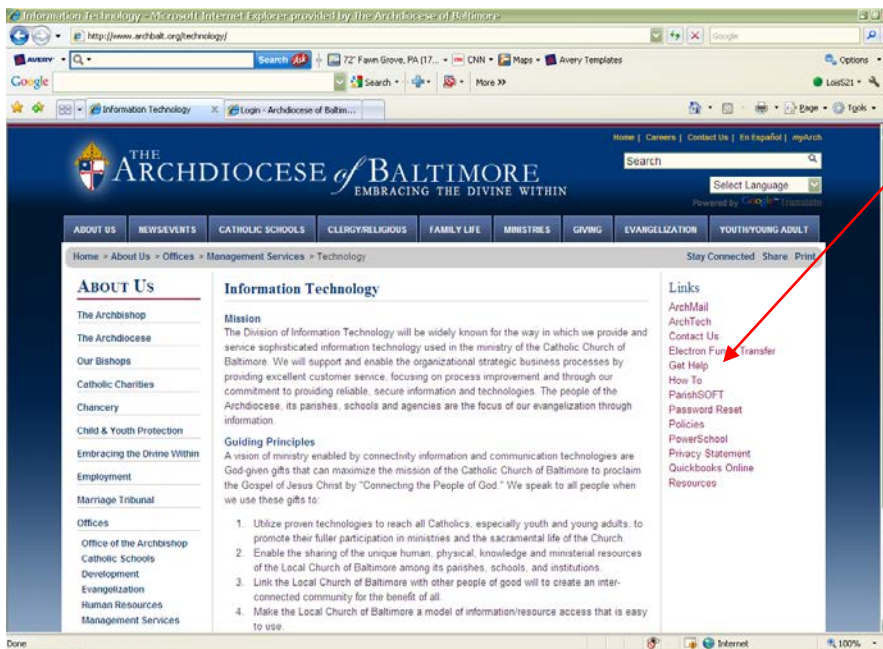 Information Technology - Microsoft Internet Explorer provided by The Archdiocese of Baltimore
http://www.archbalt.org/technology/
Google
AVERY
Search
72° Fawn Grove, PA (17...
CNN
Maps
Avery Templates
Options
Google
Search
More »
LoisS21
Information Technology
Login - Archdiocese of Baltim...
Page
Tools
Home | Careers | Contact Us | En Español | myArch
THE
ARCHDIOCESE of BALTIMORE
EMBRACING THE DIVINE WITHIN
Search
Select Language
Powered by Google Translate
ABOUT US NEWS/EVENTS CATHOLIC SCHOOLS CLERGY/RELIGIOUS FAMILY LIFE MINISTRIES GIVING EVANGELIZATION YOUTH/YOUNG ADULT
Home > About Us > Offices > Management Services > Technology
Stay Connected Share Print
ABOUT US
The Archbishop
The Archdiocese
Our Bishops
Catholic Charities
Chancery
Child & Youth Protection
Embracing the Divine Within
Employment
Marriage Tribunal
Offices
Office of the Archbishop
Catholic Schools
Development
Evangelization
Human Resources
Management Services
Information Technology
Mission
The Division of Information Technology will be widely known for the way in which we provide and
service sophisticated information technology used in the ministry of the Catholic Church of
Baltimore. We will support and enable the organizational strategic business processes by
providing excellent customer service, focusing on process improvement and through our
commitment to providing reliable, secure information and technologies. The people of the
Archdiocese, its parishes, schools and agencies are the focus of our evangelization through
information.
Guiding Principles
A vision of ministry enabled by connectivity information and communication technologies are
God-given gifts that can maximize the mission of the Catholic Church of Baltimore to proclaim
the Gospel of Jesus Christ by "Connecting the People of God." We speak to all people when
we use these gifts to:
1. Utilize proven technologies to reach all Catholics, especially youth and young adults, to
promote their fuller participation in ministries and the sacramental life of the Church.
2. Enable the sharing of the unique human, physical, knowledge and ministerial resources
of the Local Church of Baltimore among its parishes, schools, and institutions.
3. Link the Local Church of Baltimore with other people of good will to create an inter-
connected community for the benefit of all.
4. Make the Local Church of Baltimore a model of information/resource access that is easy
to use.
Links
ArchMail
ArchTech
Contact Us
Electron Funds Transfer
Get Help
How To
ParishSOFT
Password Reset
Policies
PowerSchool
Privacy Statement
Quickbooks Online
Resources
Done
Internet
100%